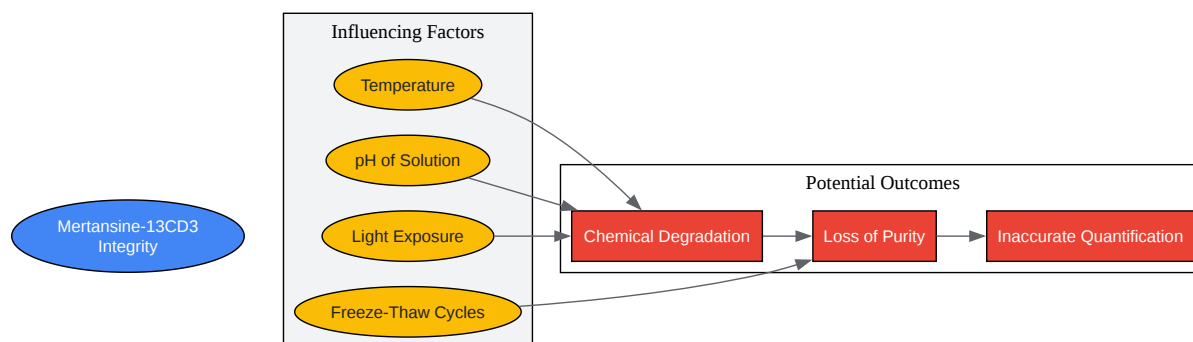 Influencing Factors
Temperature
pH of Solution
Light Exposure
Freeze-Thaw Cycles
Mertansine-13CD3
Integrity
Potential Outcomes
Chemical Degradation
Loss of Purity
Inaccurate Quantification